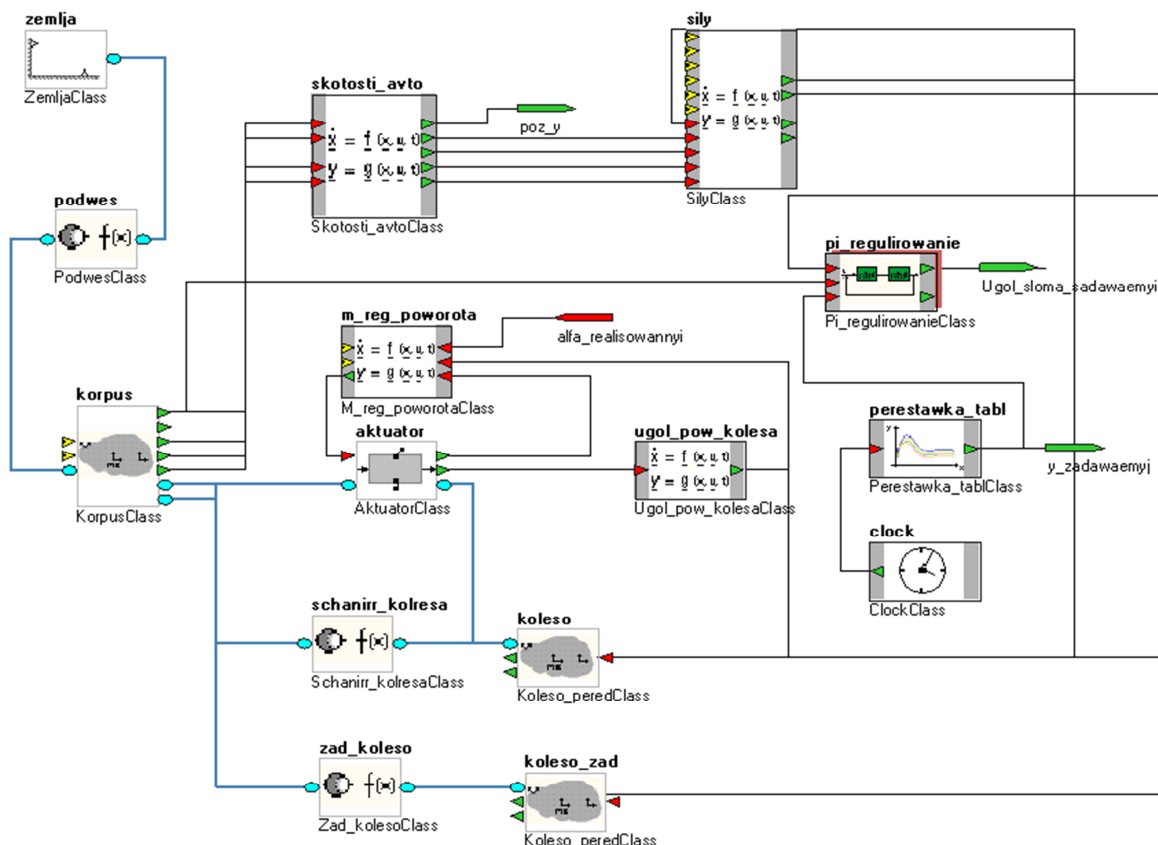 zemlja
ZemljaClass
sily
ẋ = f (x, u, t)
y = g (x, u, t)
SilyClass
skotosti_avto
ẋ = f (x, u, t)
y = g (x, u, t)
Skotosti_avtoClass
poz_y
podwes
f(x)
PodwesClass
pi_regulirowanie
Pi_regulirowanieClass
Ugol_sloma_sadawaemyi
m_reg_poworota
ẋ = f (x, u, t)
y = g (x, u, t)
M_reg_poworotaClass
alfa_realisowannyi
korpus
KorpusClass
aktuator
AktuatorClass
ugol_pow_kolesa
ẋ = f (x, u, t)
y = g (x, u, t)
Ugol_pow_kolesaClass
perestawka_tabl
y
x
Perestawka_tablClass
y_zadawaemyj
clock
ClockClass
schanirr_kolresa
f(x)
Schanirr_kolresaClass
koleso
Koleso_peredClass
zad_koleso
f(x)
Zad_kolesoClass
koleso_zad
Koleso_peredClass